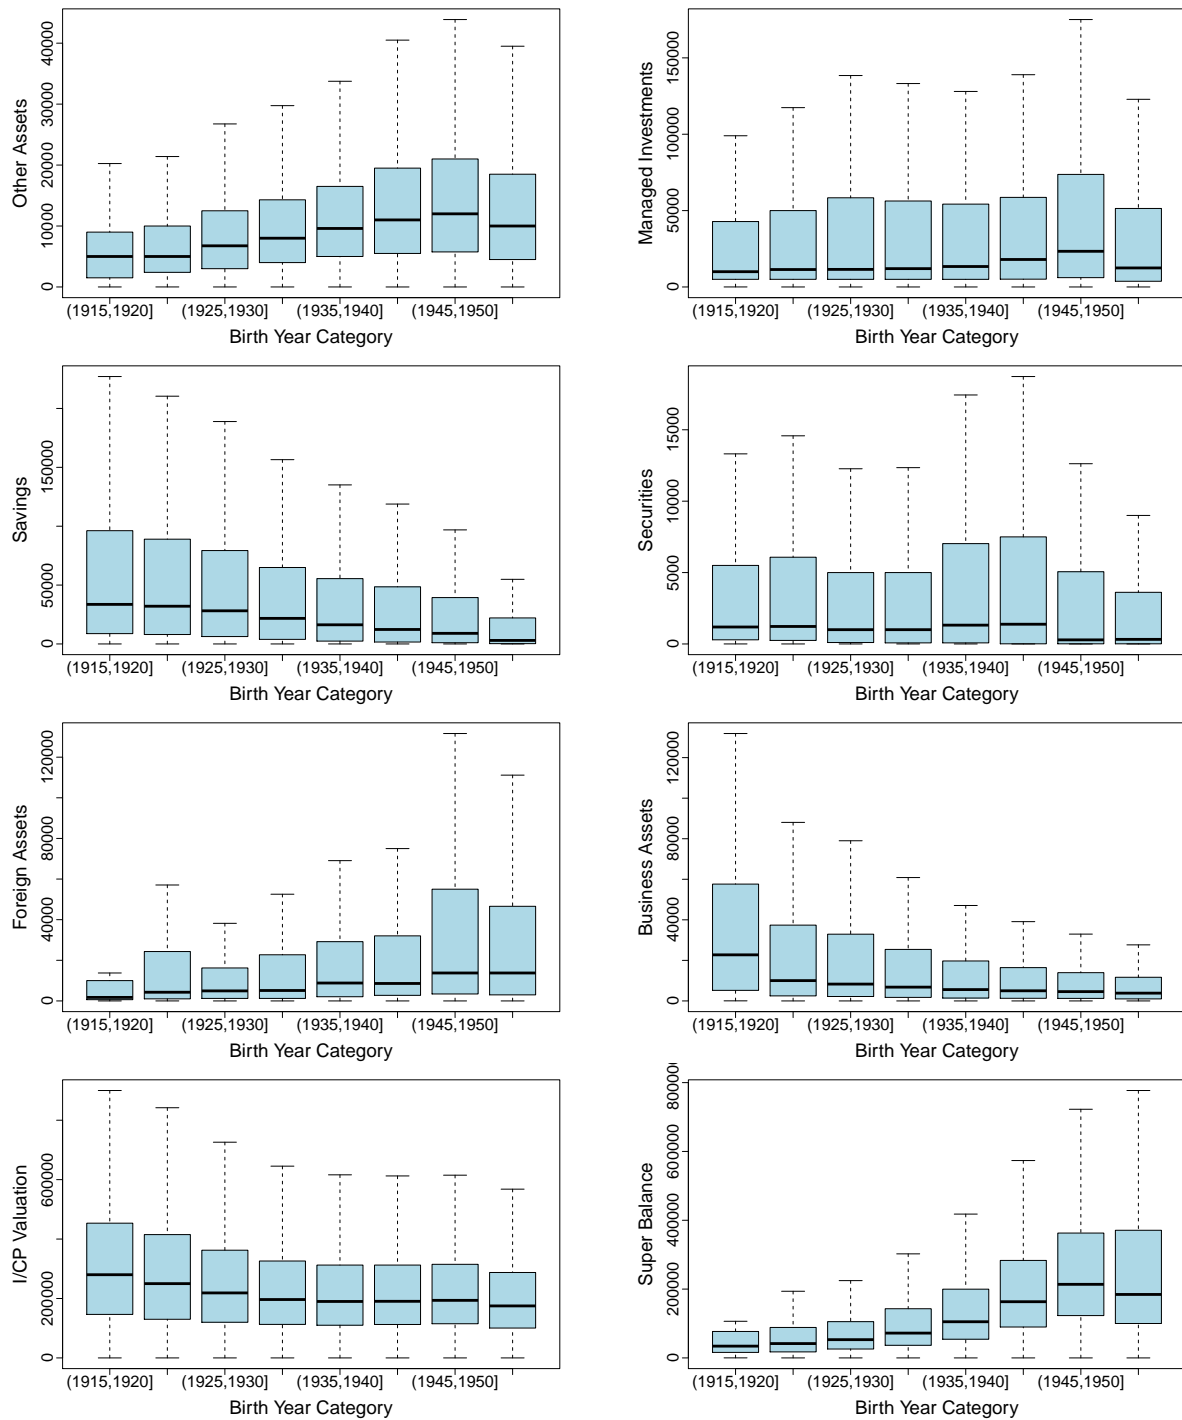 Other Assets
0
10000
20000
30000
40000
(1915,1920] (1925,1930] (1935,1940] (1945,1950]
Birth Year Category
Managed Investments
0
50000
100000
150000
(1915,1920] (1925,1930] (1935,1940] (1945,1950]
Birth Year Category
Savings
0
50000
150000
(1915,1920] (1925,1930] (1935,1940] (1945,1950]
Birth Year Category
Securities
0
5000
10000
15000
(1915,1920] (1925,1930] (1935,1940] (1945,1950]
Birth Year Category
Foreign Assets
0
40000
80000
120000
(1915,1920] (1925,1930] (1935,1940] (1945,1950]
Birth Year Category
Business Assets
0
40000
80000
120000
(1915,1920] (1925,1930] (1935,1940] (1945,1950]
Birth Year Category
I/CP Valuation
0
200000
600000
(1915,1920] (1925,1930] (1935,1940] (1945,1950]
Birth Year Category
Super Balance
0
200000
400000
600000
800000
(1915,1920] (1925,1930] (1935,1940] (1945,1950]
Birth Year Category